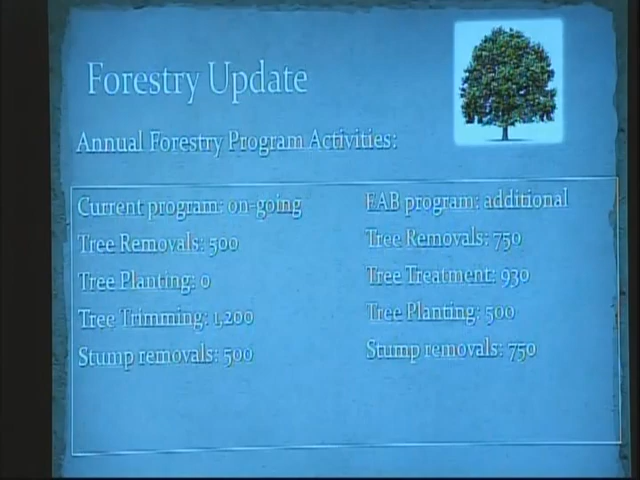 Forestry Update
Annual Forestry Program Activities:
Current program: on-going
Tree Removals: 500
Tree Planting: 0
Tree Trimming: 1,200
Stump removals: 500
EAB program: additional
Tree Removals: 750
Tree Treatment: 930
Tree Planting: 500
Stump removals: 750